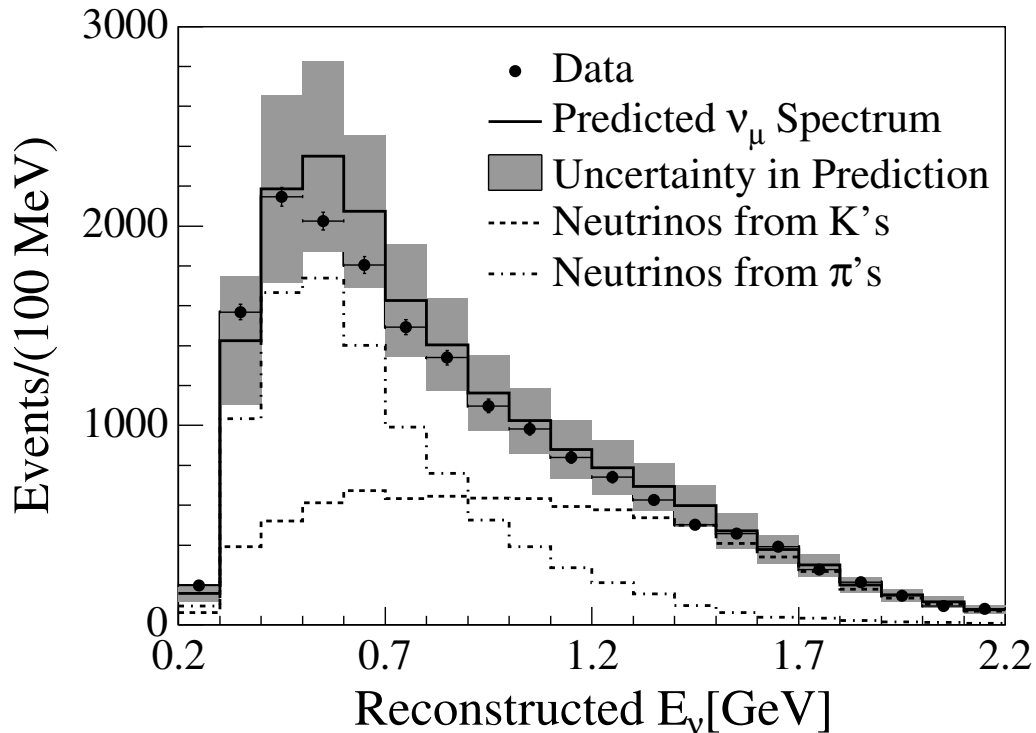 3000
2000
1000
0
Events/(100 MeV)
Data
Predicted νμ Spectrum
Uncertainty in Prediction
Neutrinos from K's
Neutrinos from π's
0.2 0.7 1.2 1.7 2.2
Reconstructed Eν[GeV]